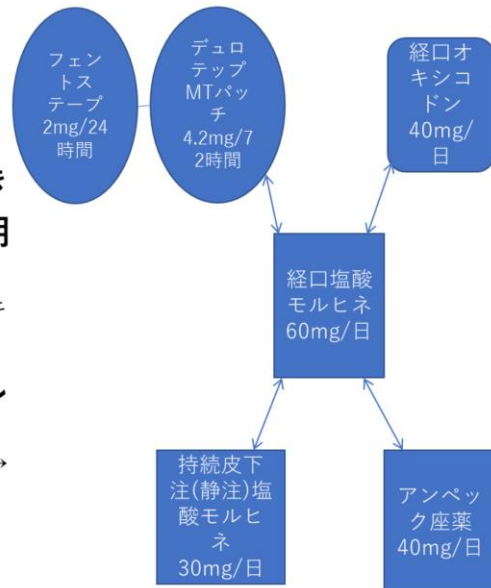 フェン
トス
テープ
2mg/24
時間
デュロ
テップ
MTパッ
チ
4.2mg/7
2時間
経口オ
キシコ
ドン
40mg/
日
経口塩酸
モルヒネ
60mg/日
持続皮下
注(静注)塩
酸モルヒ
ネ
30mg/日
アンペッ
ク座薬
40mg/日